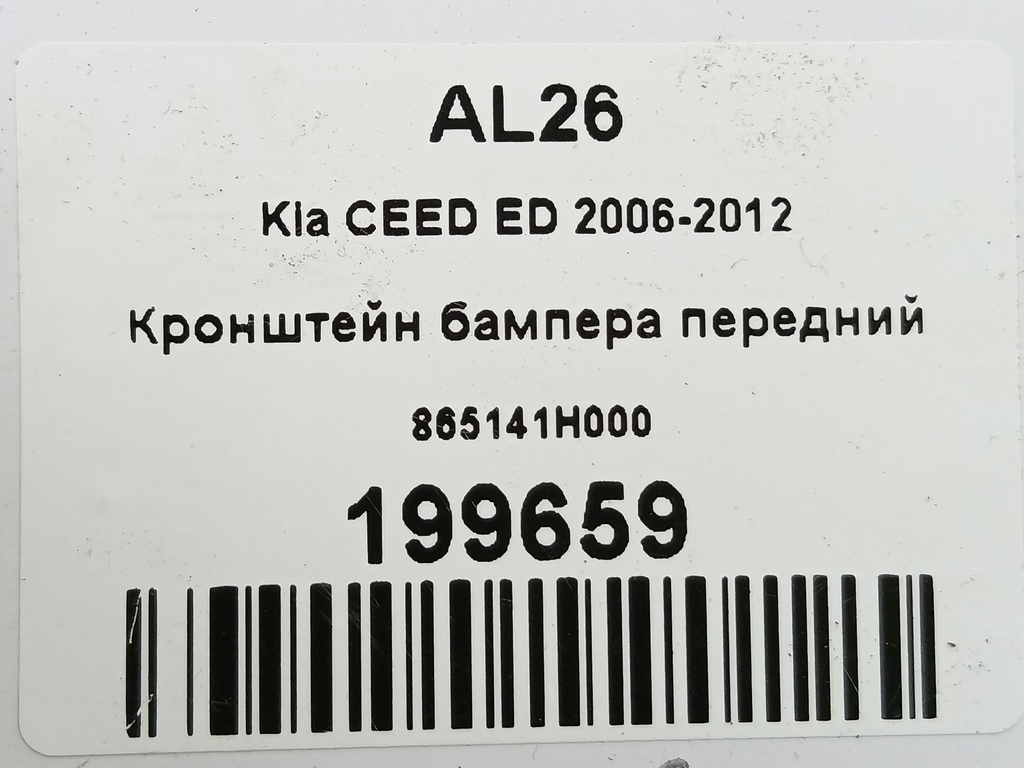 AL26
Kia CEED ED 2006-2012
Кронштейн бампера передний
865141H000
199659